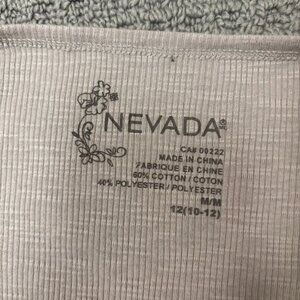 NEVADA
CA# 00222
MADE IN CHINA
FABRIQUE EN CHINE
60% COTTON / COTON
40% POLYESTER / POLYESTER
M/M
12(10-12)